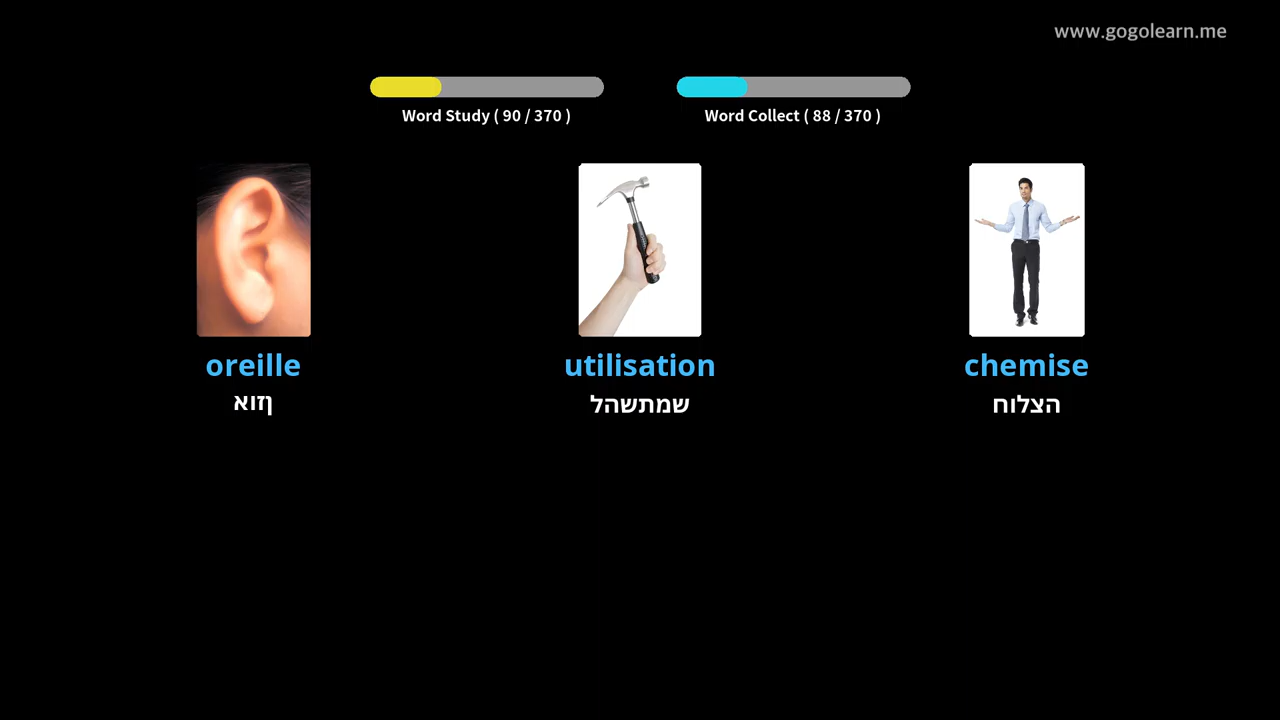 www.gogolearn.me
Word Study ( 90 / 370 )
Word Collect ( 88 / 370 )
oreille
ןזוא
utilisation
שמתשהל
chemise
הצלוח